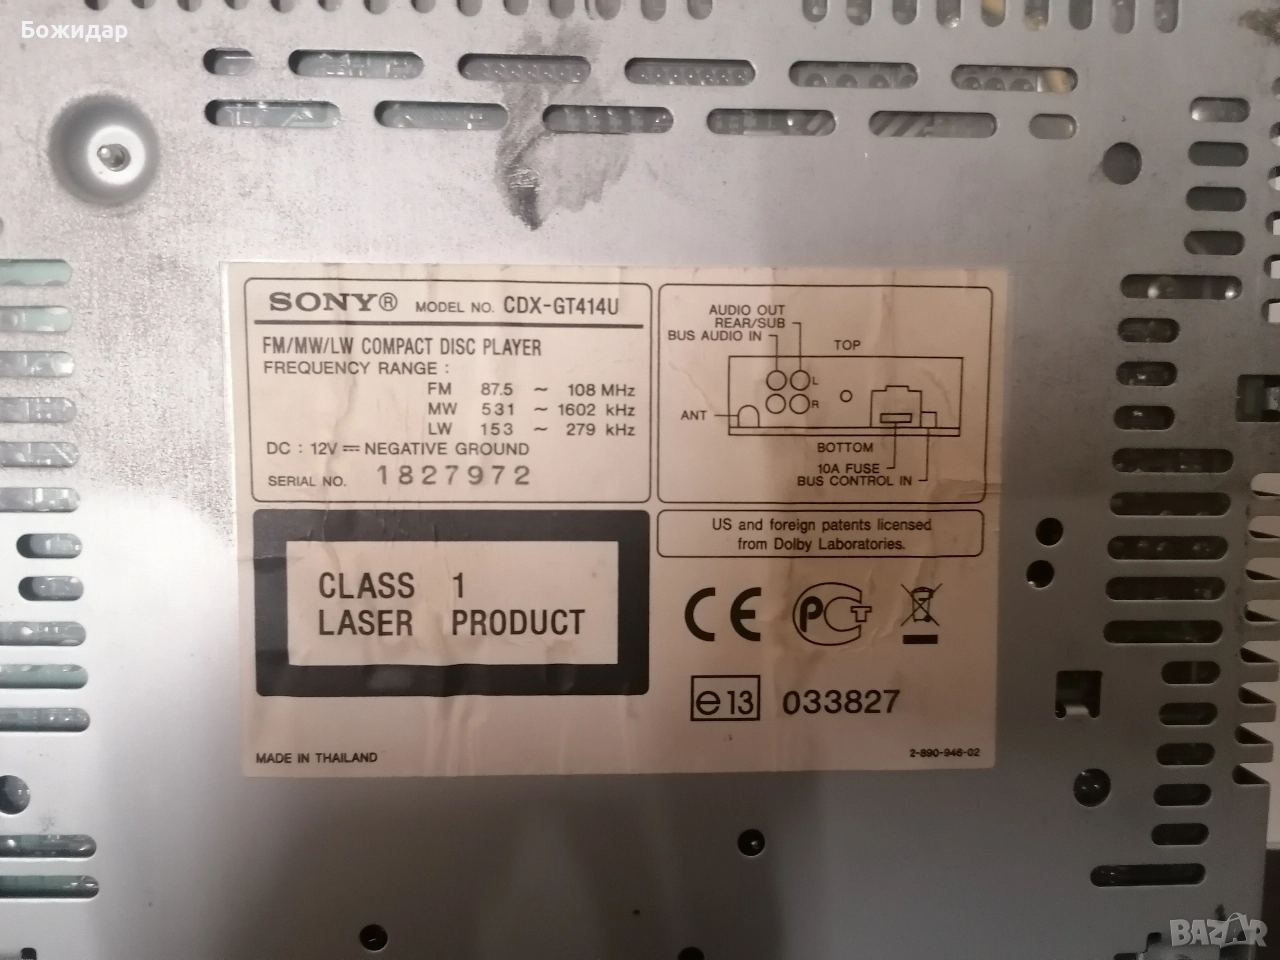 Божидар
SONY® MODEL NO. CDX-GT414U
FM/MW/LW COMPACT DISC PLAYER
FREQUENCY RANGE :
FM 87.5 ~ 108 MHz
MW 531 ~ 1602 kHz
LW 153 ~ 279 kHz
DC : 12V ⎓ NEGATIVE GROUND
SERIAL NO. 1827972
AUDIO OUT
REAR/SUB
BUS AUDIO IN
TOP
L
R
ANT
BOTTOM
10A FUSE
BUS CONTROL IN
US and foreign patents licensed
from Dolby Laboratories.
CLASS 1
LASER PRODUCT
CE PCT
e13 033827
MADE IN THAILAND
2-890-946-02
BAZAR